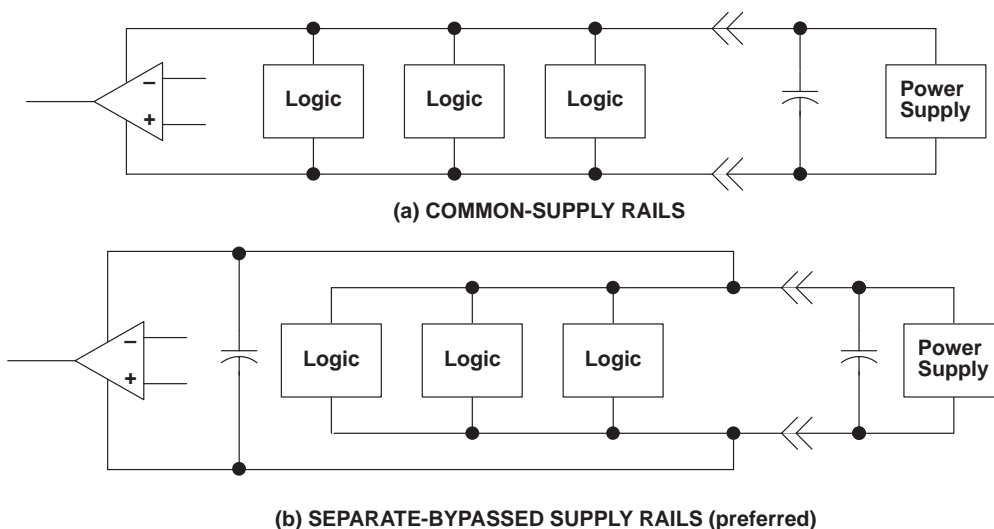 −
+
Logic
Logic
Logic
Power
Supply
(a) COMMON-SUPPLY RAILS
−
+
Logic
Logic
Logic
Power
Supply
(b) SEPARATE-BYPASSED SUPPLY RAILS (preferred)